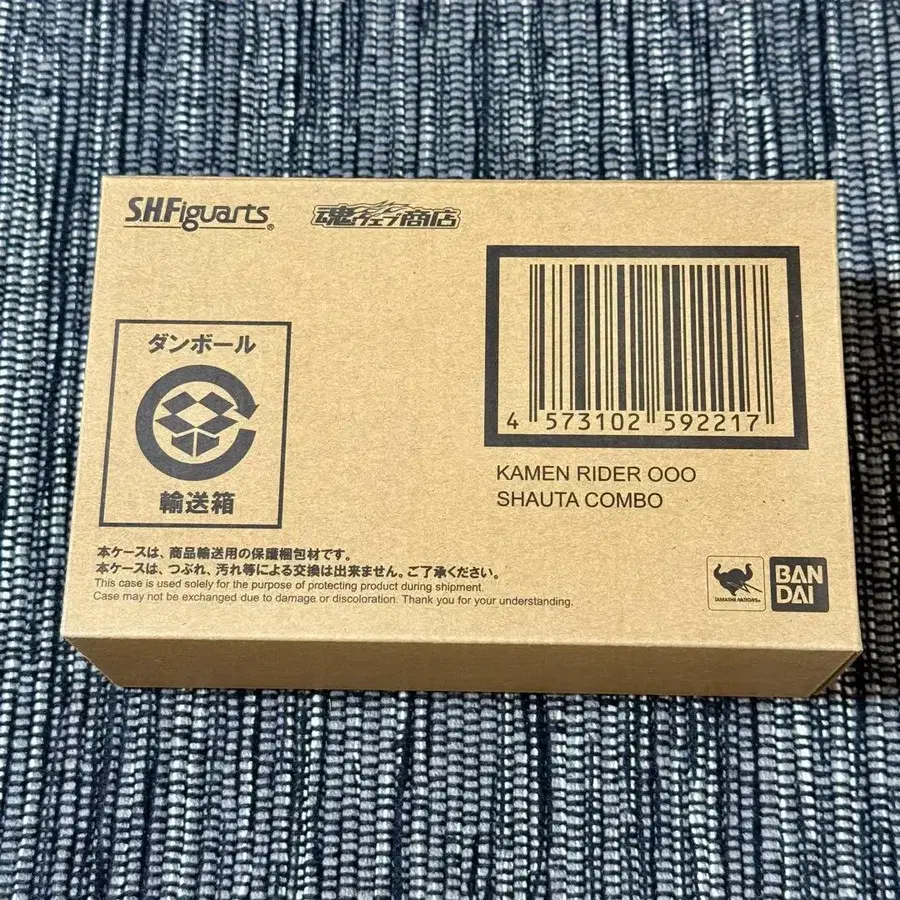 S.H.Figuarts®
魂ウェブ商店
ダンボール
輸送箱
4 573102 592217
KAMEN RIDER OOO
SHAUTA COMBO
本ケースは、商品輸送用の保護梱包材です。
本ケースは、つぶれ、汚れ等による交換は出来ません。ご了承ください。
This case is used solely for the purpose of protecting product during shipment.
Case may not be exchanged due to damage or discoloration. Thank you for your understanding.
TAMASHII NATIONS
BAN
DAI